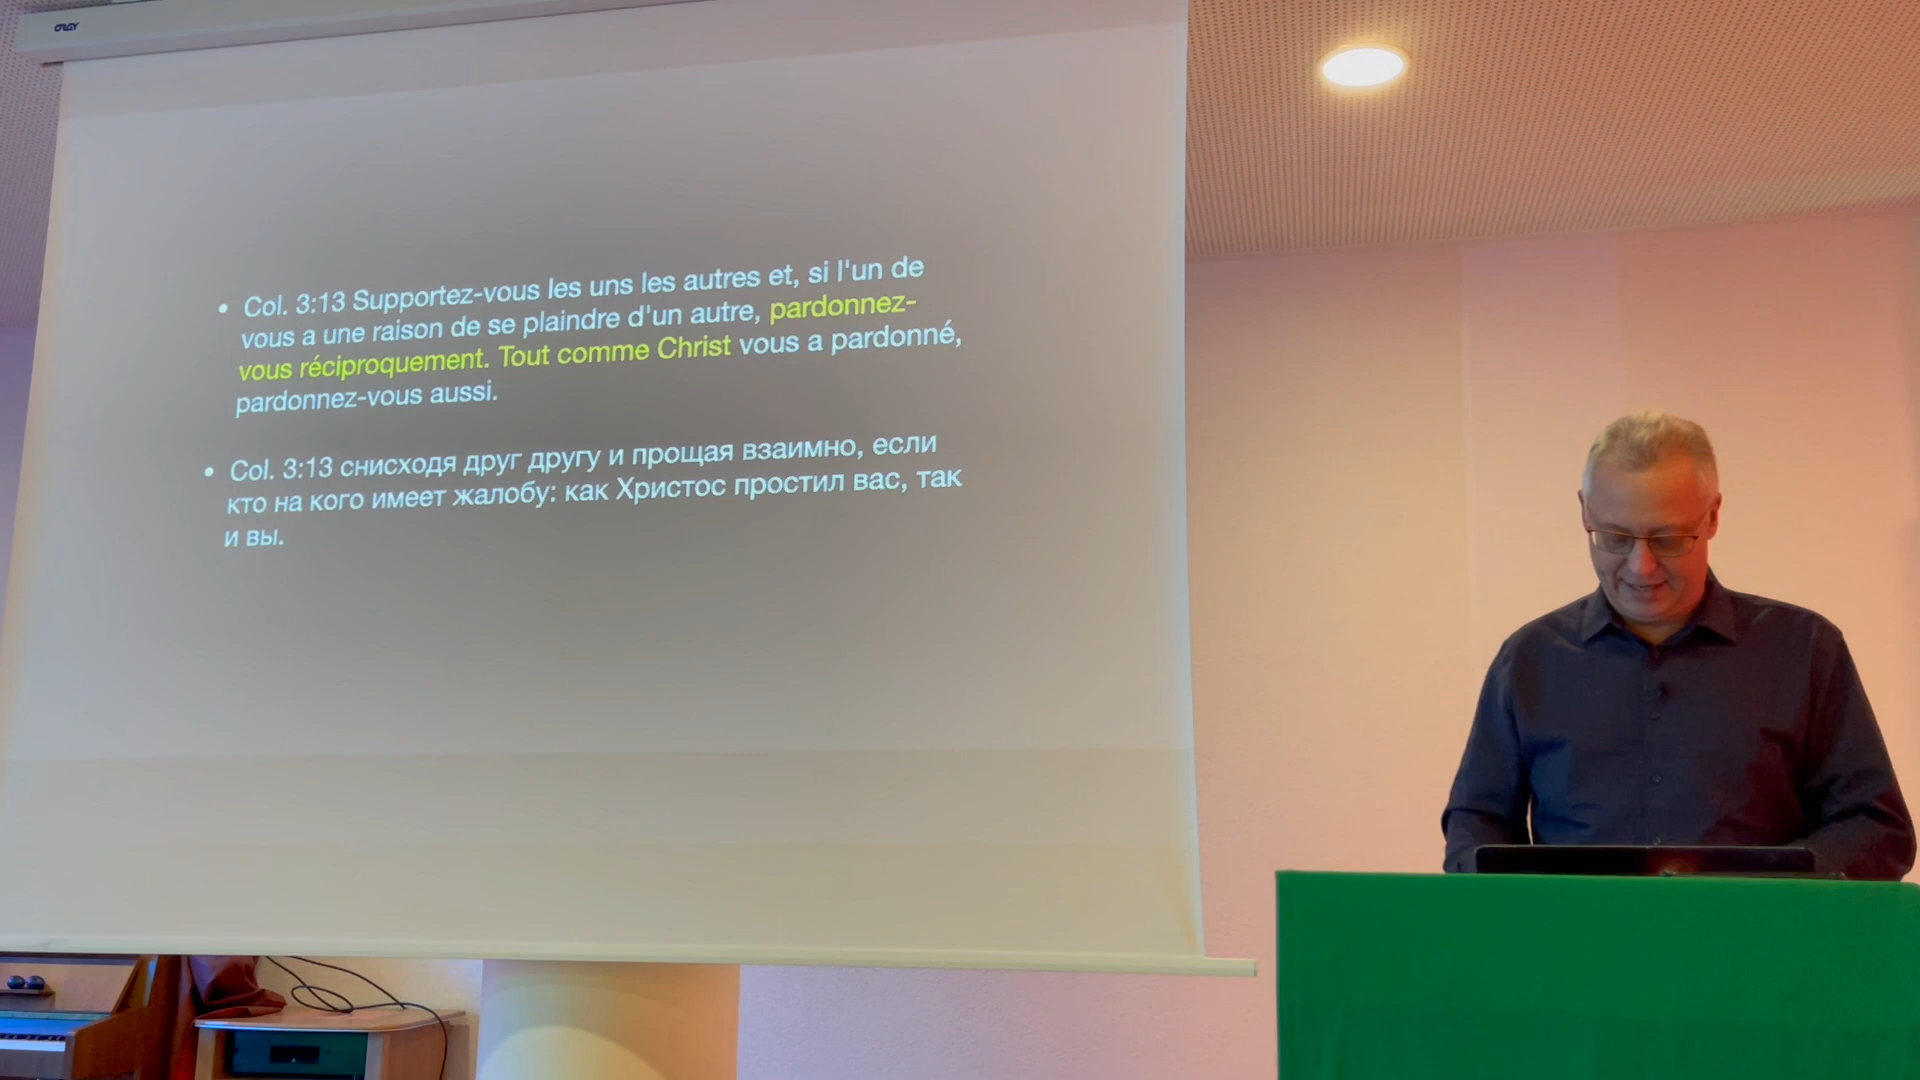 ORAY
• Col. 3:13 Supportez-vous les uns les autres et, si l'un de
vous a une raison de se plaindre d'un autre, pardonnez-
vous réciproquement. Tout comme Christ vous a pardonné,
pardonnez-vous aussi.
• Col. 3:13 снисходя друг другу и прощая взаимно, если
кто на кого имеет жалобу: как Христос простил вас, так
и вы.